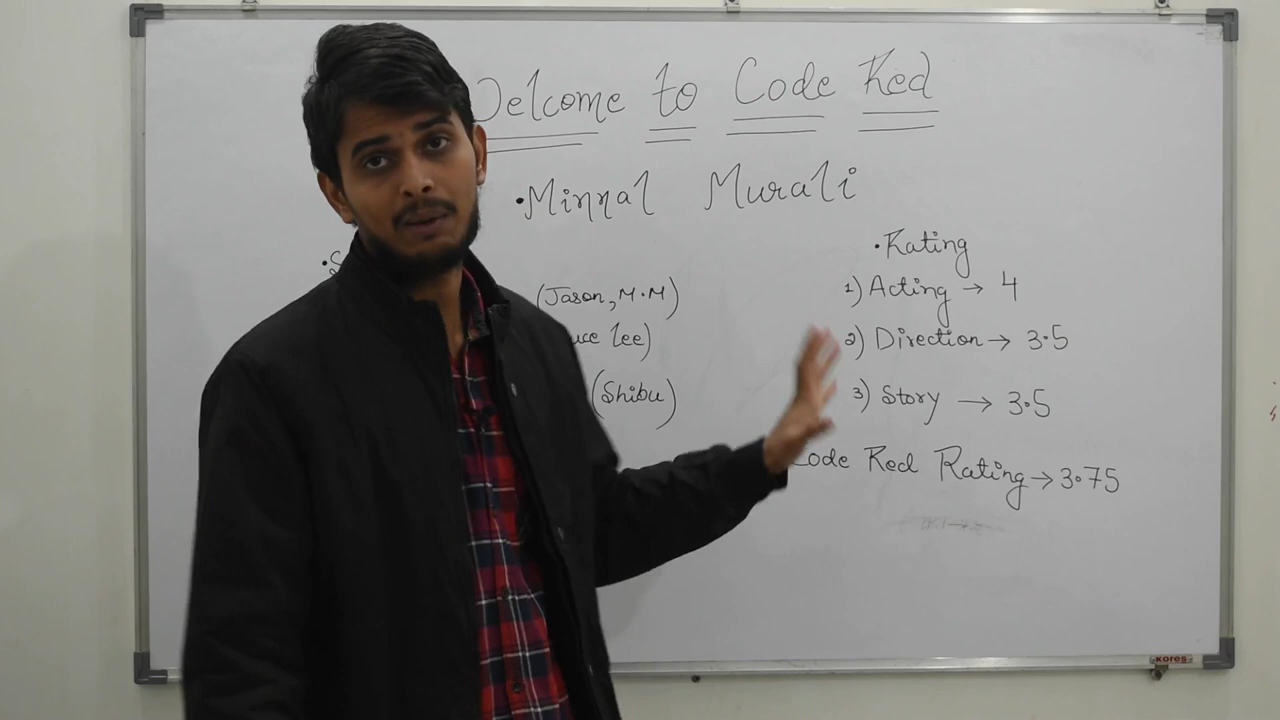 Welcome to Code Red
• Minnal Murali
• Rating
(Jason, M.M)
1) Acting → 4
Lee)
2) Direction → 3.5
(Shibu)
3) Story → 3.5
Code Red Rating → 3.75
KORES